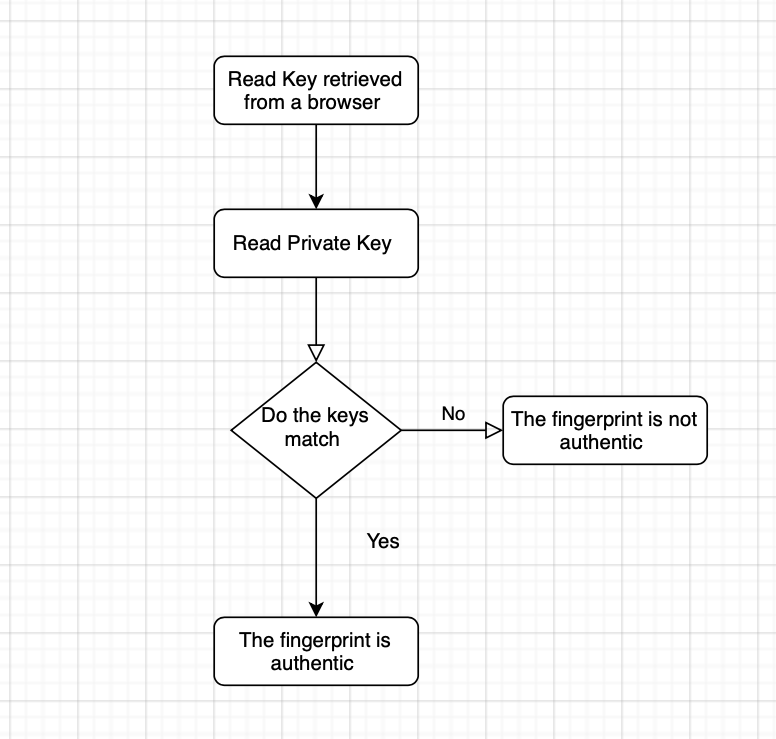 Read Key retrieved
from a browser
Read Private Key
Do the keys
match
No
The fingerprint is not
authentic
Yes
The fingerprint is
authentic